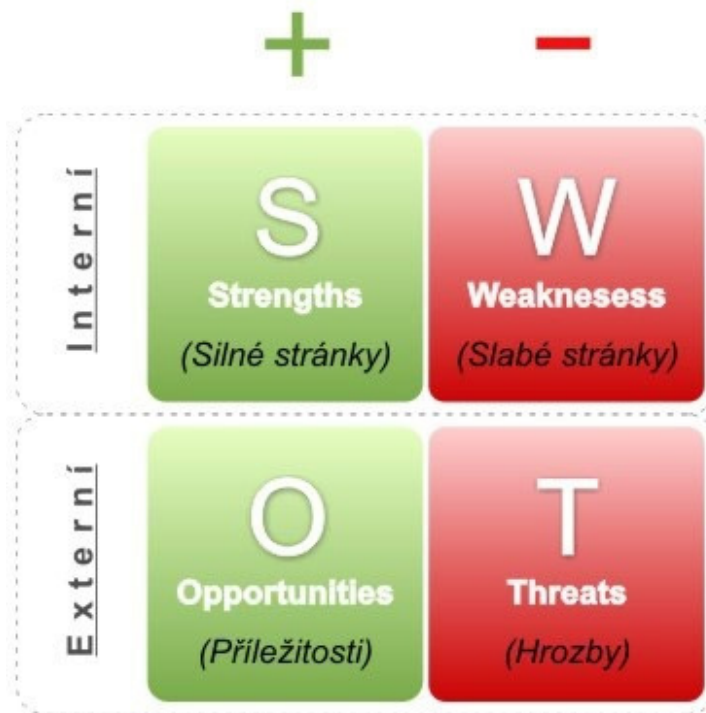 +
−
Interní
S
Strengths
(Silné stránky)
W
Weaknesess
(Slabé stránky)
Externí
O
Opportunities
(Příležitosti)
T
Threats
(Hrozby)